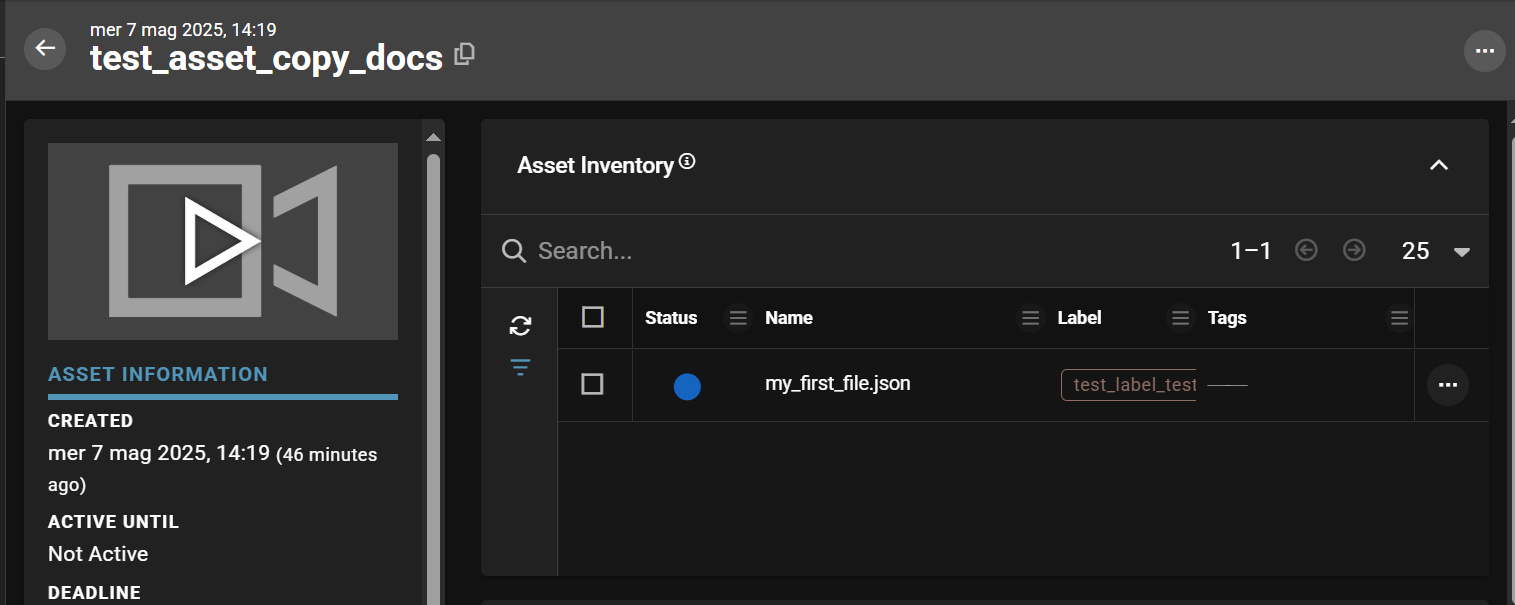 mer 7 mag 2025, 14:19
test_asset_copy_docs
ASSET INFORMATION
CREATED
mer 7 mag 2025, 14:19 (46 minutes
ago)
ACTIVE UNTIL
Not Active
DEADLINE
Asset Inventory
Search...
1–1
25
Status
Name
Label
Tags
my_first_file.json
test_label_test